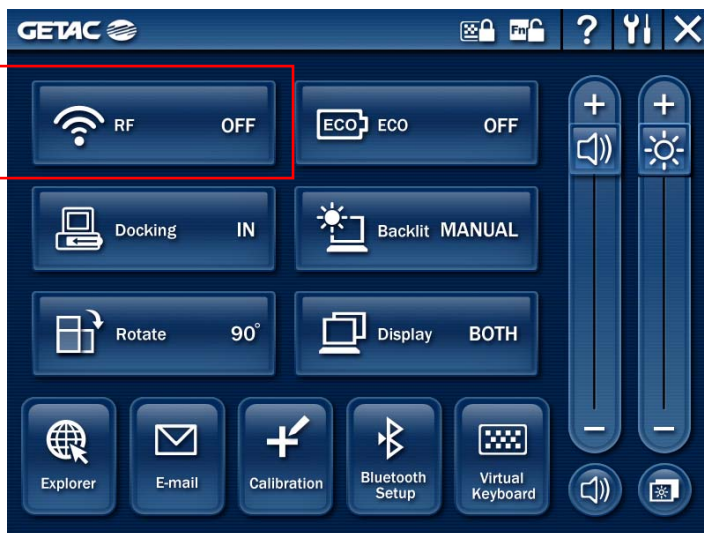 GETAC
Fn
?
RF OFF
ECO ECO OFF
Docking IN
Backlit MANUAL
Rotate 90°
Display BOTH
Explorer
E-mail
Calibration
Bluetooth
Setup
Virtual
Keyboard